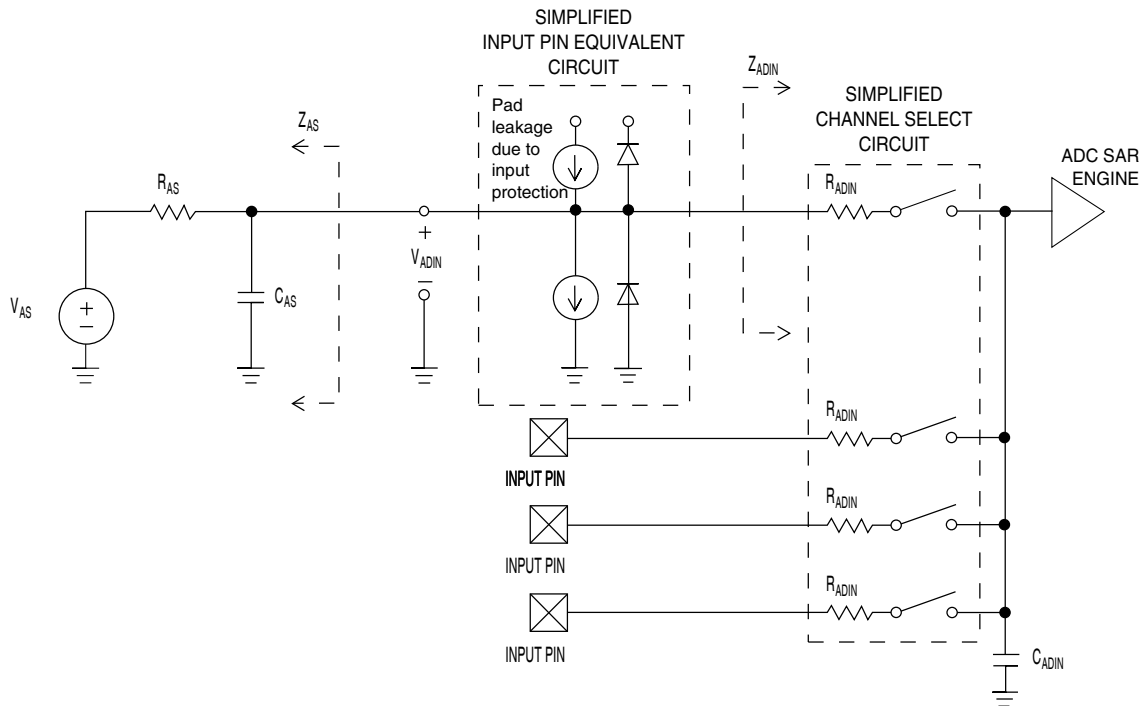 SIMPLIFIED
INPUT PIN EQUIVALENT
CIRCUIT
Z_ADIN
SIMPLIFIED
CHANNEL SELECT
CIRCUIT
Pad
leakage
due to
input
protection
Z_AS
ADC SAR
ENGINE
R_AS
R_ADIN
+
V_ADIN
–
V_AS
+
–
C_AS
R_ADIN
INPUT PIN
R_ADIN
INPUT PIN
R_ADIN
INPUT PIN
C_ADIN